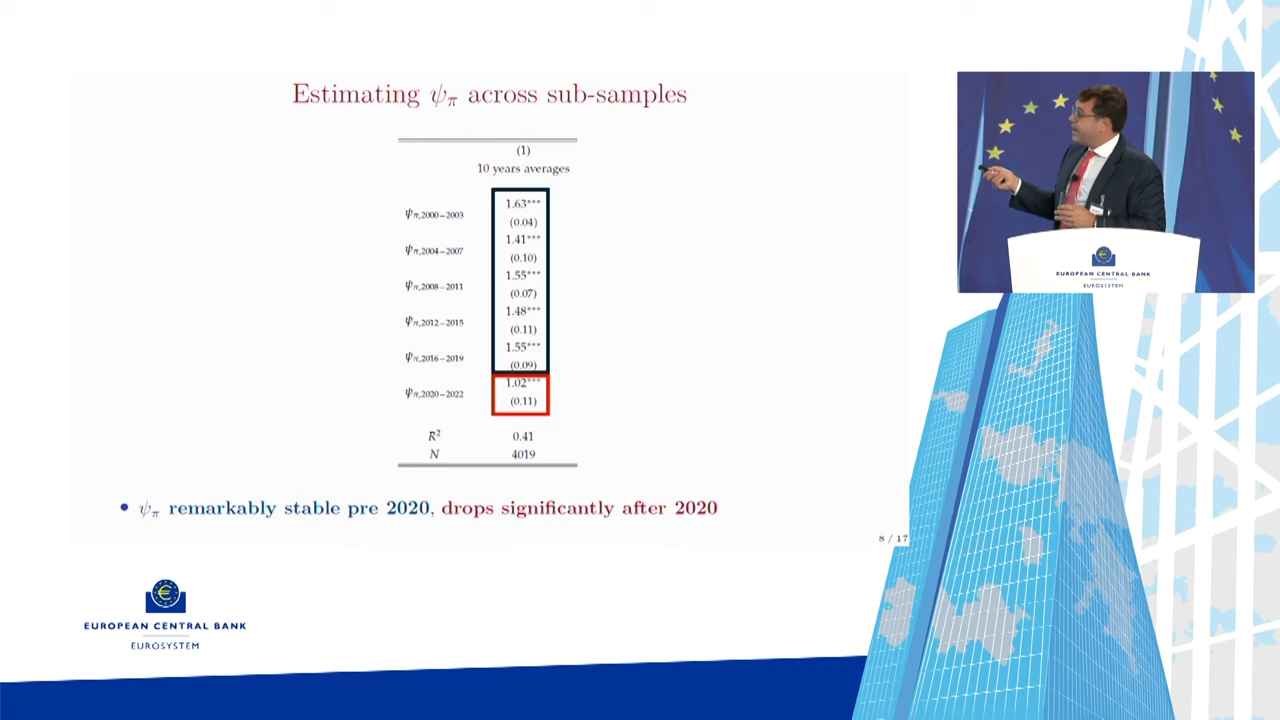 Estimating ψπ across sub-samples
(1)
10 years averages
ψπ,2000−2003 1.63***
(0.04)
ψπ,2004−2007 1.41***
(0.10)
ψπ,2008−2011 1.55***
(0.07)
ψπ,2012−2015 1.48***
(0.11)
ψπ,2016−2019 1.55***
(0.09)
ψπ,2020−2022 1.02***
(0.11)
R² 0.41
N 4019
• ψπ remarkably stable pre 2020, drops significantly after 2020
8 / 17
EUROPEAN CENTRAL BANK
EUROSYSTEM
EUROPEAN CENTRAL BANK
EUROSYSTEM